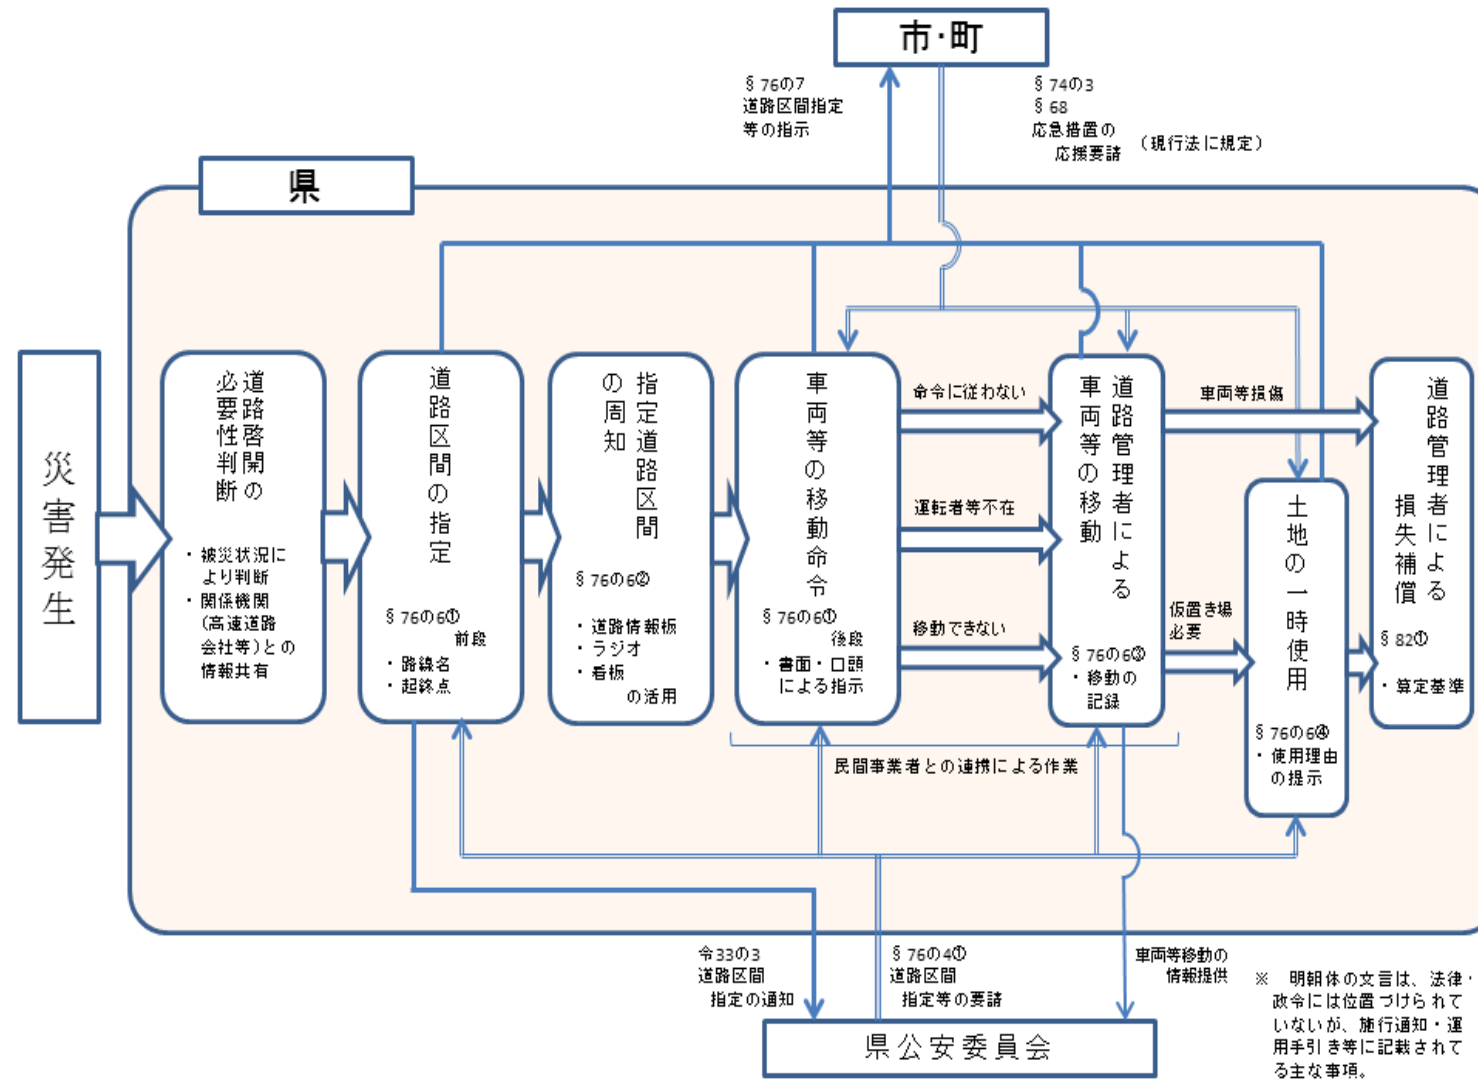 市・町
§76の7
道路区間指定
等の指示
§74の3
§68
応急措置の
応援要請
（現行法に規定）
県
災害発生
道路啓開の
必要性判断
・被災状況に
より判断
・関係機関
(高速道路
会社等)との
情報共有
道路区間の指定
§76の6①
前段
・路線名
・起終点
指定道路区間
の周知
§76の6②
・道路情報板
・ラジオ
・看板
の活用
車両等の移動命令
§76の6①
後段
・書面・口頭
による指示
命令に従わない
運転者等不在
移動できない
道路管理者による
車両等の移動
§76の6③
・移動の
記録
車両等損傷
仮置き場
必要
土地の一時使用
§76の6④
・使用理由
の提示
道路管理者による
損失補償
§82①
・算定基準
民間事業者との連携による作業
令33の3
道路区間
指定の通知
§76の4①
道路区間
指定等の要請
車両等移動の
情報提供
県公安委員会
※ 明朝体の文言は、法律・
政令には位置づけられて
いないが、施行通知・運
用手引き等に記載されて
る主な事項。